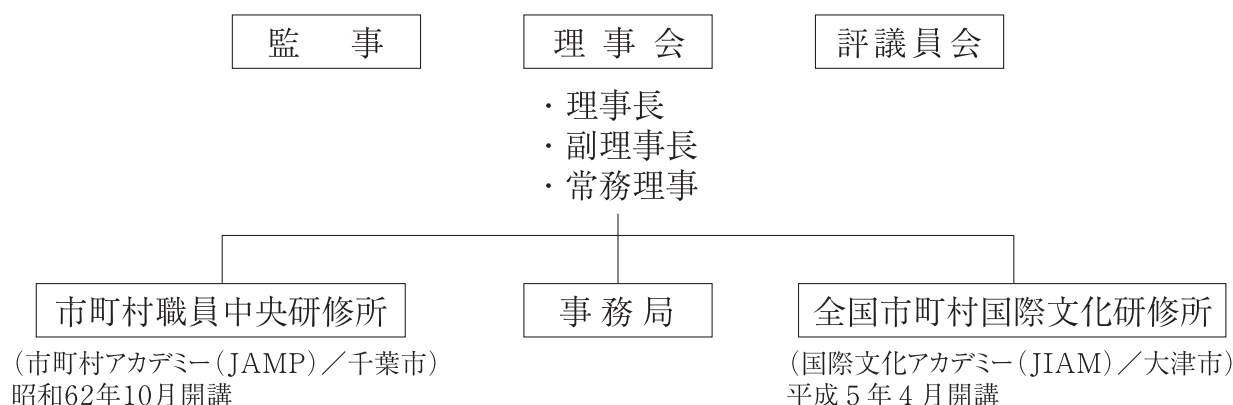 監　事
理 事 会
評議員会
・理事長
・副理事長
・常務理事
市町村職員中央研修所
事 務 局
全国市町村国際文化研修所
（市町村アカデミー（JAMP）／千葉市）
昭和62年10月開講
（国際文化アカデミー（JIAM）／大津市）
平成５年４月開講